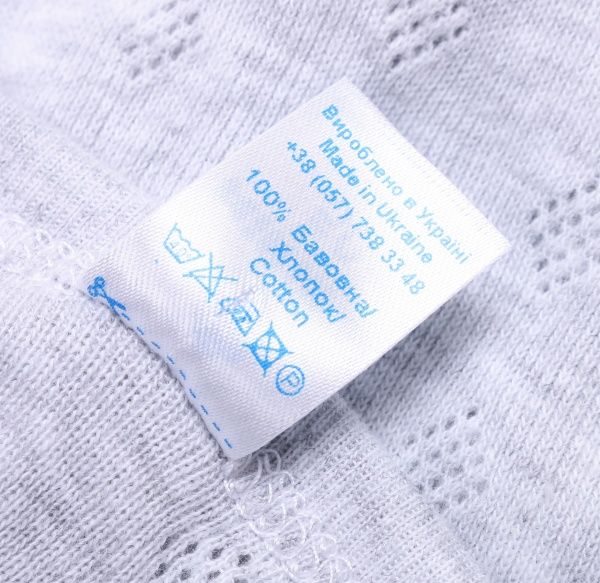 Вироблено в Україні
Made in Ukraine
+38 (057) 738 33 48
100% Бавовна/
Хлопок/
Cotton
P